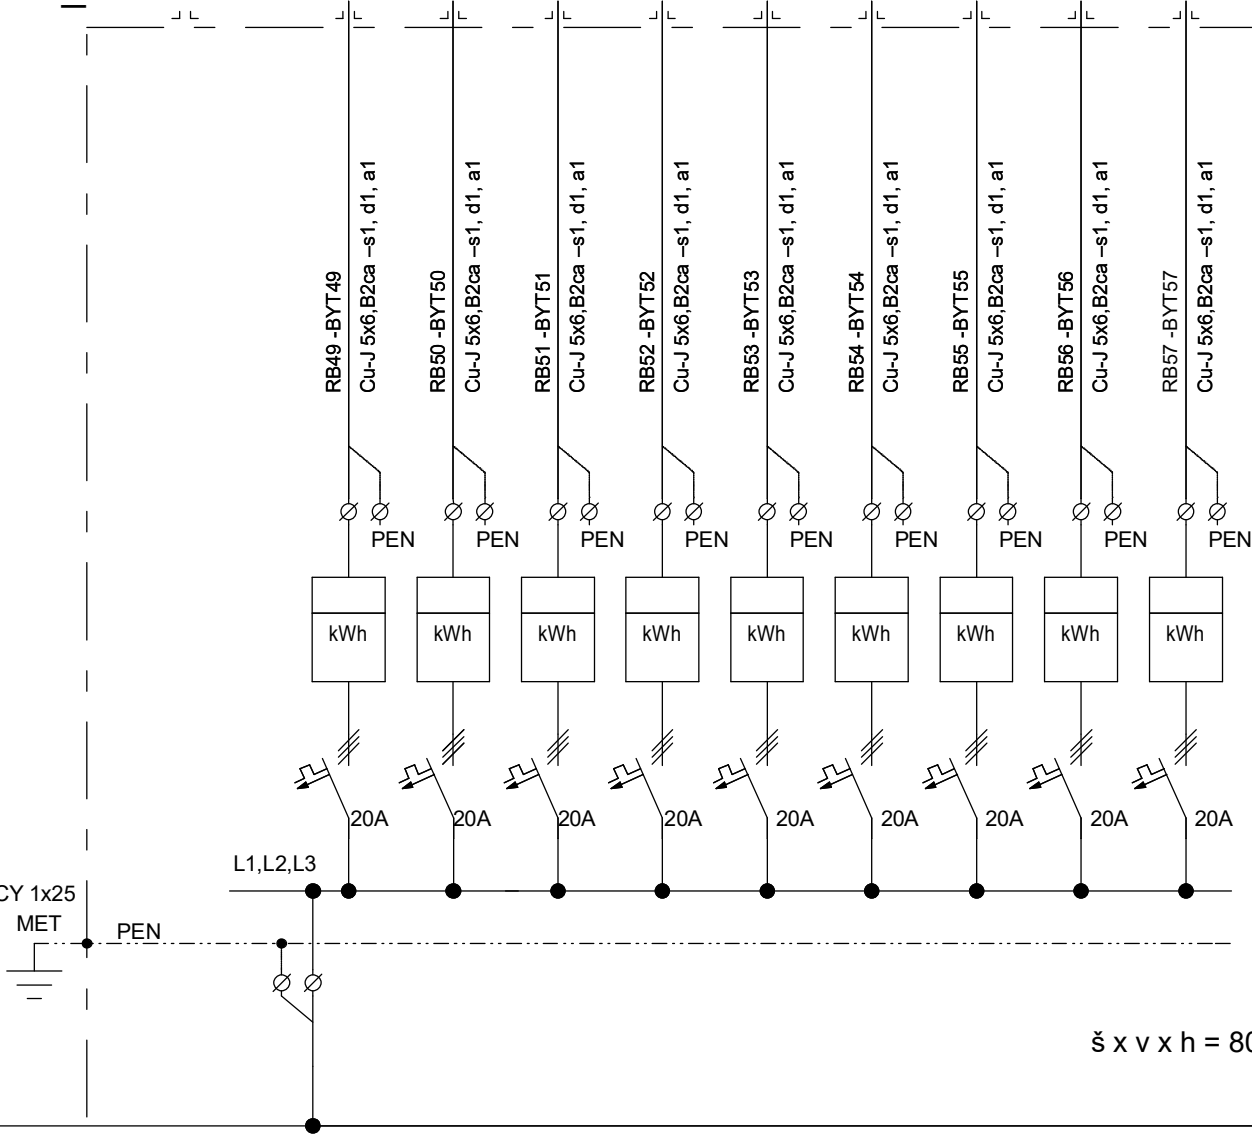 RB49 -BYT49
Cu-J 5x6,B2ca –s1, d1, a1
RB50 -BYT50
Cu-J 5x6,B2ca –s1, d1, a1
RB51 -BYT51
Cu-J 5x6,B2ca –s1, d1, a1
RB52 -BYT52
Cu-J 5x6,B2ca –s1, d1, a1
RB53 -BYT53
Cu-J 5x6,B2ca –s1, d1, a1
RB54 -BYT54
Cu-J 5x6,B2ca –s1, d1, a1
RB55 -BYT55
Cu-J 5x6,B2ca –s1, d1, a1
RB56 -BYT56
Cu-J 5x6,B2ca –s1, d1, a1
RB57 -BYT57
Cu-J 5x6,B2ca –s1, d1, a1
PEN PEN PEN PEN PEN PEN PEN PEN PEN
kWh kWh kWh kWh kWh kWh kWh kWh kWh
20A 20A 20A 20A 20A 20A 20A 20A 20A
L1,L2,L3
CY 1x25
MET
PEN
š x v x h = 80